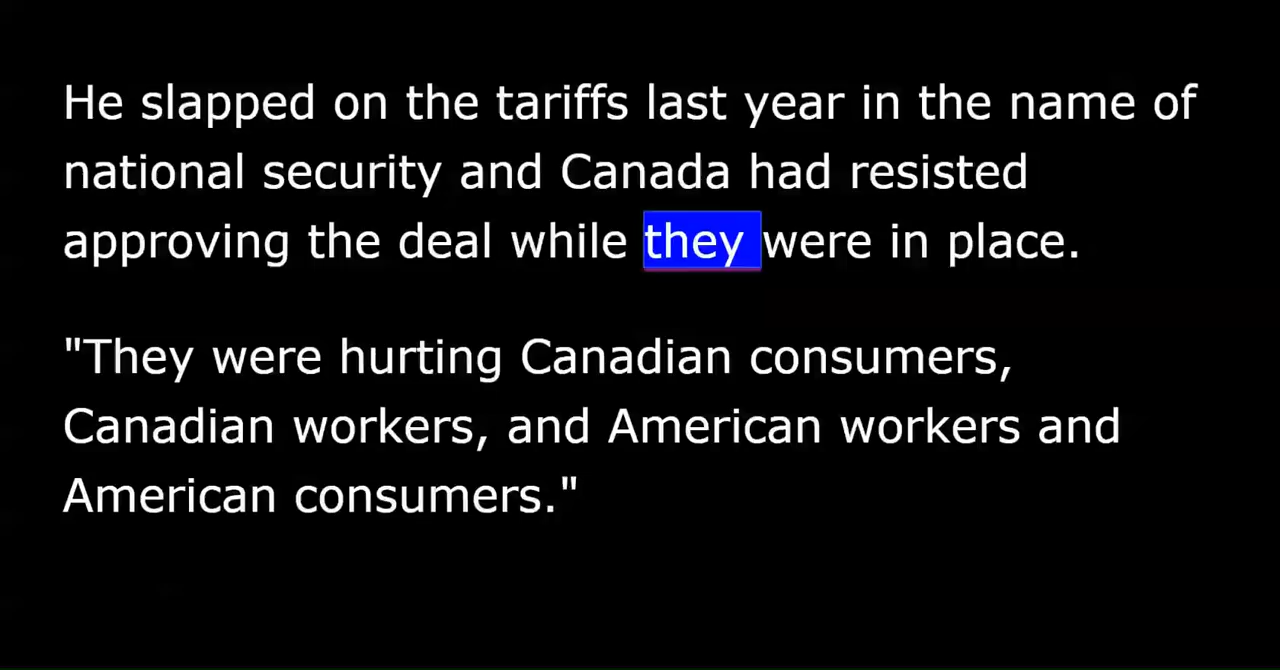 He slapped on the tariffs last year in the name of
national security and Canada had resisted
approving the deal while they were in place.
"They were hurting Canadian consumers,
Canadian workers, and American workers and
American consumers."